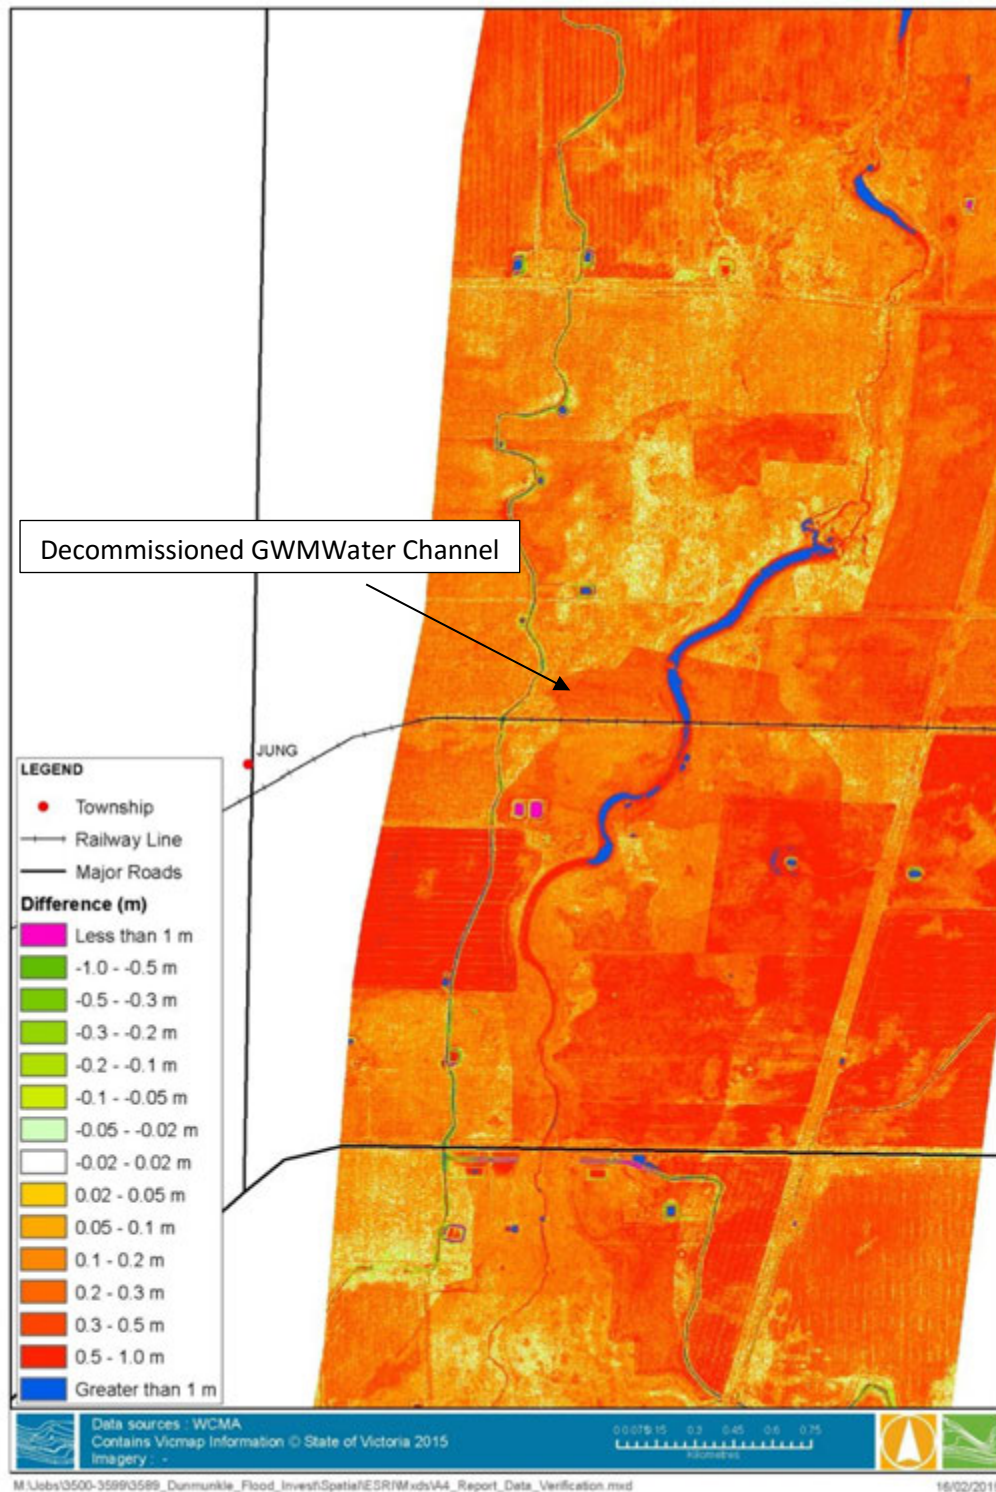 Decommissioned GWMWater Channel
JUNG
LEGEND
Township
Railway Line
Major Roads
Difference (m)
Less than 1 m
-1.0 - -0.5 m
-0.5 - -0.3 m
-0.3 - -0.2 m
-0.2 - -0.1 m
-0.1 - -0.05 m
-0.05 - -0.02 m
-0.02 - 0.02 m
0.02 - 0.05 m
0.05 - 0.1 m
0.1 - 0.2 m
0.2 - 0.3 m
0.3 - 0.5 m
0.5 - 1.0 m
Greater than 1 m
Data sources : WCMA
Contains Vicmap Information © State of Victoria 2015
Imagery : -
0 0.075 0.15 0.3 0.45 0.6 0.75
Kilometres
M:\Jobs\3500-3599\3589_Dunmunkle_Flood_Invest\Spatial\ESRI\Mxds\A4_Report_Data_Verification.mxd